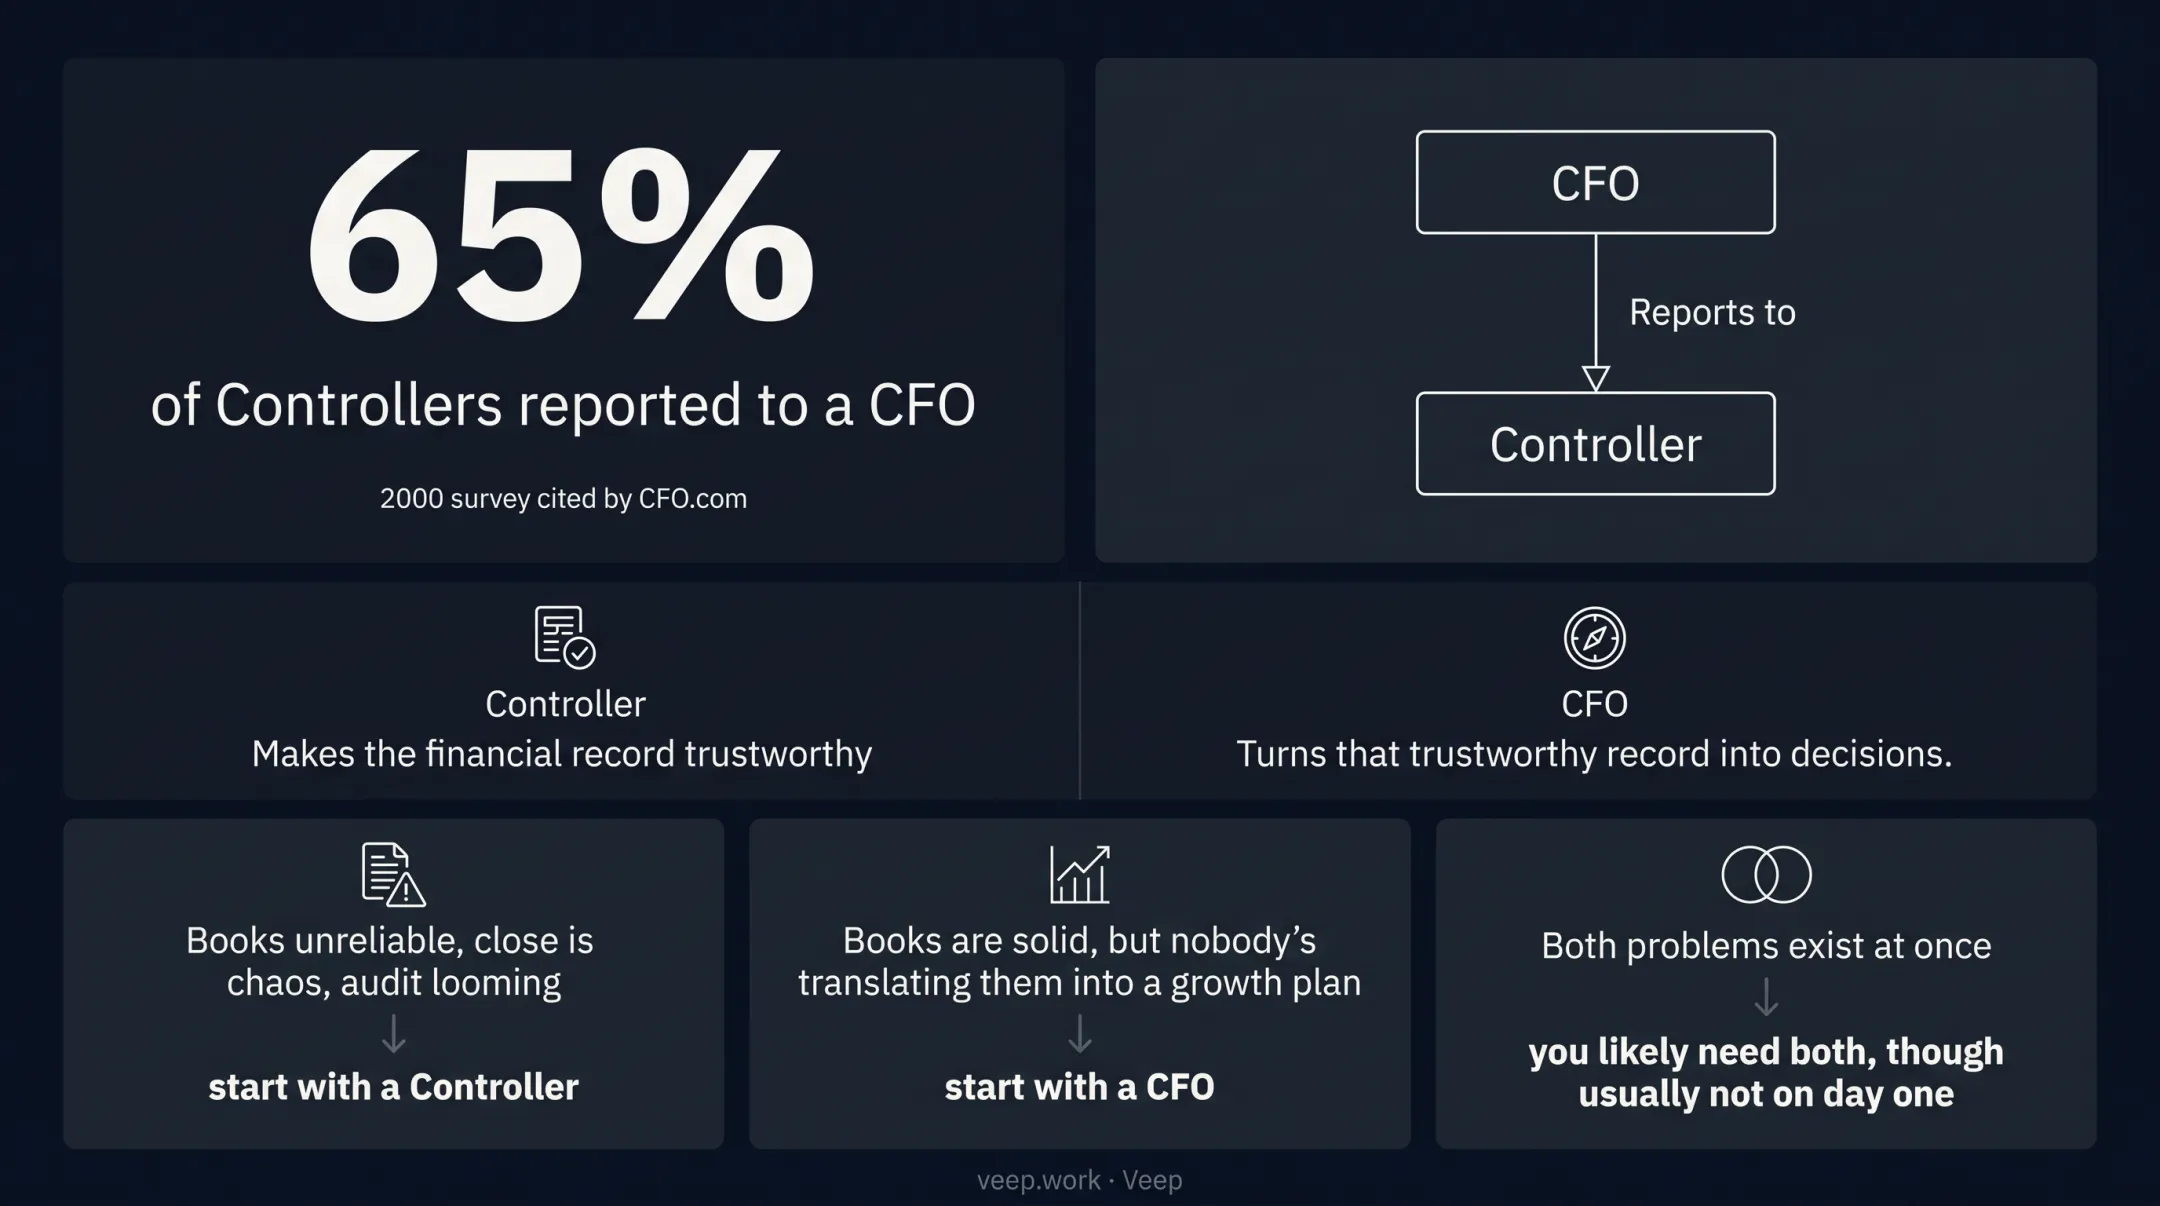 65%
of Controllers reported to a CFO
2000 survey cited by CFO.com
CFO
Reports to
Controller
Controller
Makes the financial record trustworthy
CFO
Turns that trustworthy record into decisions.
Books unreliable, close is
chaos, audit looming
start with a Controller
Books are solid, but nobody’s
translating them into a growth plan
start with a CFO
Both problems exist at once
you likely need both, though
usually not on day one
veep.work · Veep